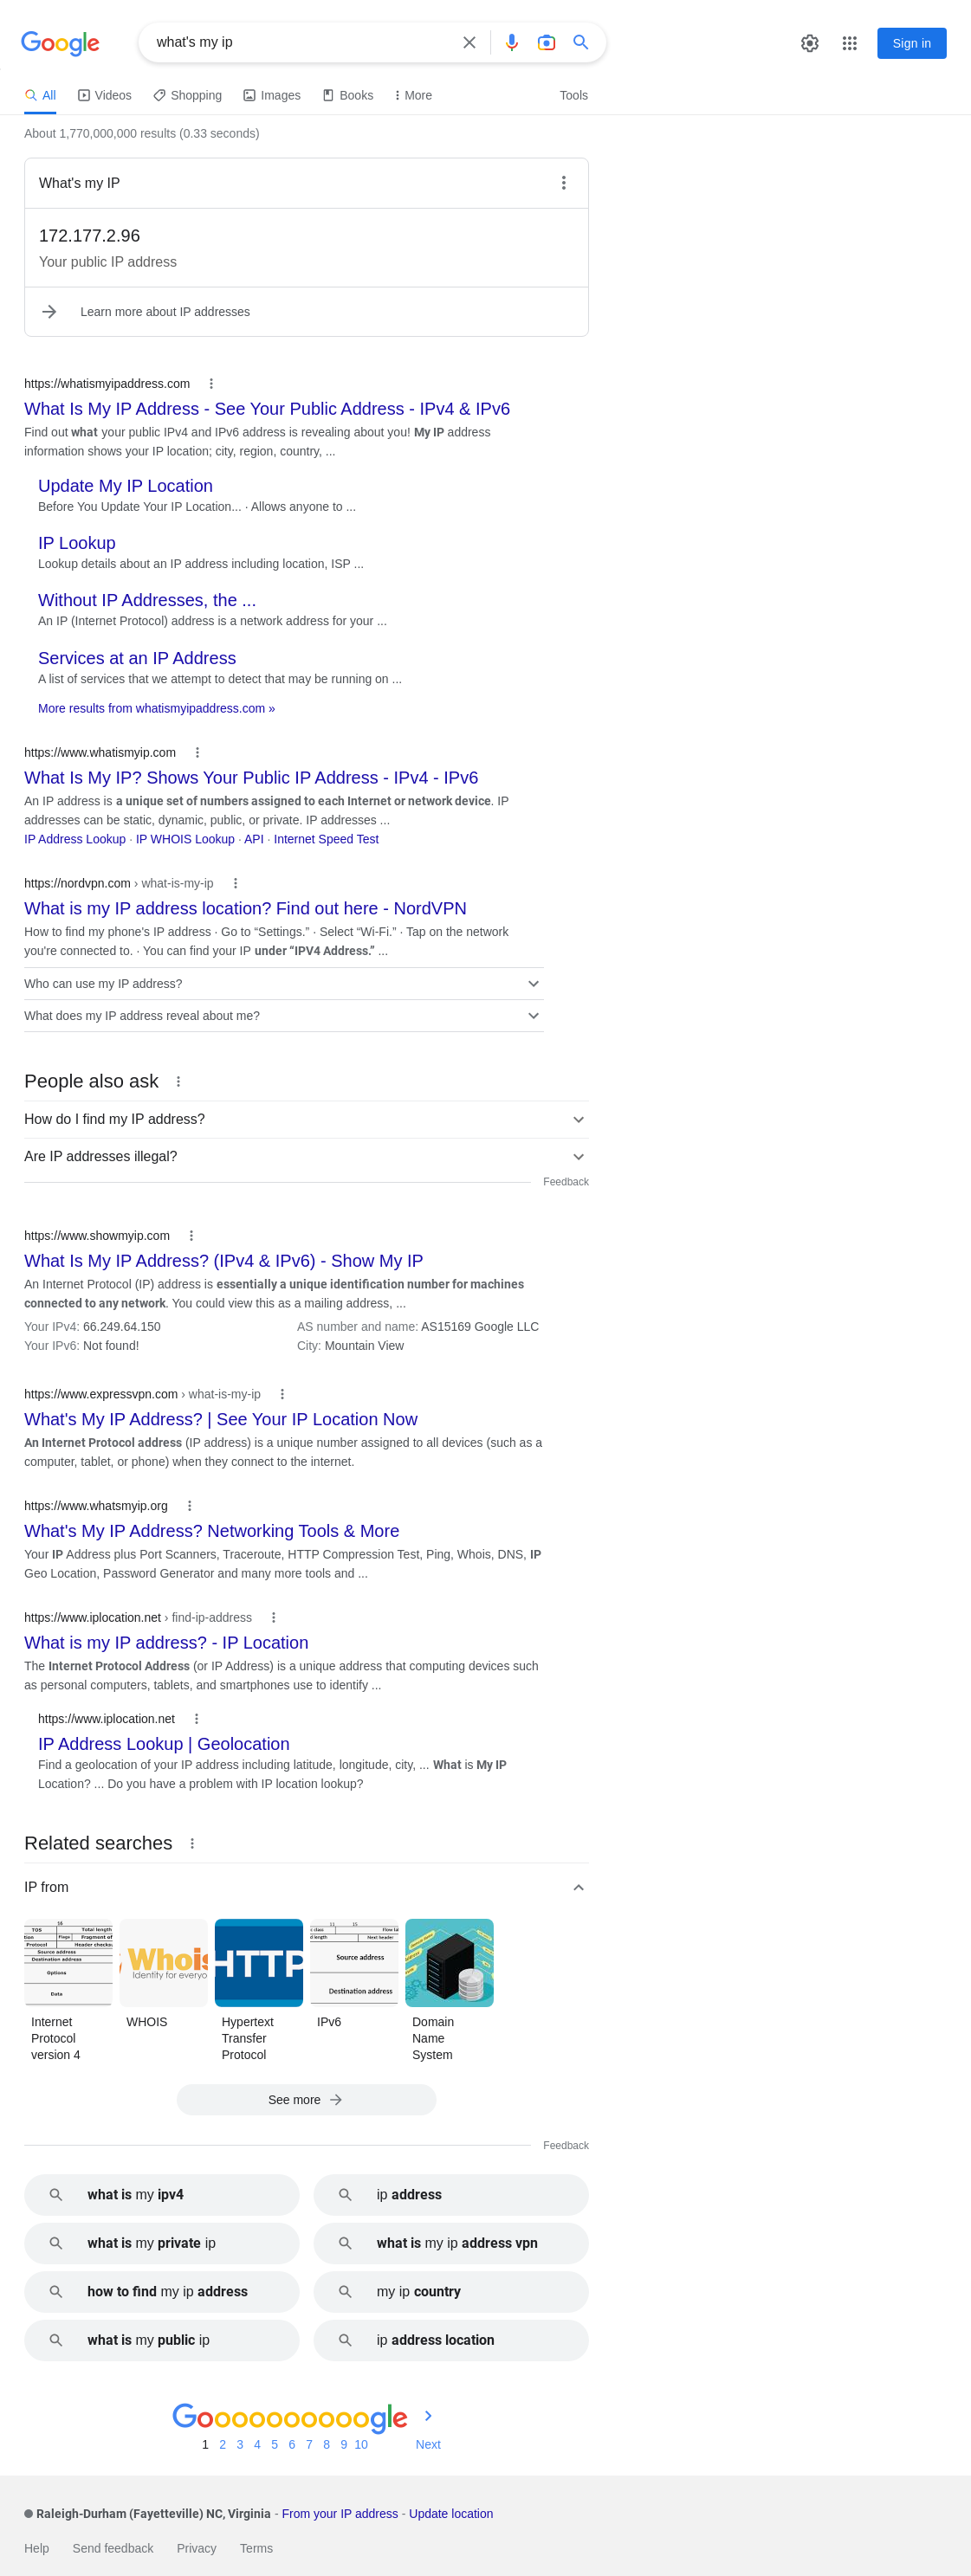 Google
what's my ip
Sign in
All Videos Shopping Images Books More Tools
About 1,770,000,000 results (0.33 seconds)
What's my IP
172.177.2.96
Your public IP address
Learn more about IP addresses
https://whatismyipaddress.com
What Is My IP Address - See Your Public Address - IPv4 & IPv6
Find out what your public IPv4 and IPv6 address is revealing about you! My IP address
information shows your IP location; city, region, country, ...
Update My IP Location
Before You Update Your IP Location... · Allows anyone to ...
IP Lookup
Lookup details about an IP address including location, ISP ...
Without IP Addresses, the ...
An IP (Internet Protocol) address is a network address for your ...
Services at an IP Address
A list of services that we attempt to detect that may be running on ...
More results from whatismyipaddress.com »
https://www.whatismyip.com
What Is My IP? Shows Your Public IP Address - IPv4 - IPv6
An IP address is a unique set of numbers assigned to each Internet or network device. IP
addresses can be static, dynamic, public, or private. IP addresses ...
IP Address Lookup · IP WHOIS Lookup · API · Internet Speed Test
https://nordvpn.com › what-is-my-ip
What is my IP address location? Find out here - NordVPN
How to find my phone's IP address · Go to “Settings.” · Select “Wi-Fi.” · Tap on the network
you're connected to. · You can find your IP under “IPV4 Address.” ...
Who can use my IP address?
What does my IP address reveal about me?
People also ask
How do I find my IP address?
Are IP addresses illegal?
Feedback
https://www.showmyip.com
What Is My IP Address? (IPv4 & IPv6) - Show My IP
An Internet Protocol (IP) address is essentially a unique identification number for machines
connected to any network. You could view this as a mailing address, ...
Your IPv4: 66.249.64.150 AS number and name: AS15169 Google LLC
Your IPv6: Not found! City: Mountain View
https://www.expressvpn.com › what-is-my-ip
What's My IP Address? | See Your IP Location Now
An Internet Protocol address (IP address) is a unique number assigned to all devices (such as a
computer, tablet, or phone) when they connect to the internet.
https://www.whatsmyip.org
What's My IP Address? Networking Tools & More
Your IP Address plus Port Scanners, Traceroute, HTTP Compression Test, Ping, Whois, DNS, IP
Geo Location, Password Generator and many more tools and ...
https://www.iplocation.net › find-ip-address
What is my IP address? - IP Location
The Internet Protocol Address (or IP Address) is a unique address that computing devices such
as personal computers, tablets, and smartphones use to identify ...
https://www.iplocation.net
IP Address Lookup | Geolocation
Find a geolocation of your IP address including latitude, longitude, city, ... What is My IP
Location? ... Do you have a problem with IP location lookup?
Related searches
IP from
16
TOS Total length
Flags Fragment of
Protocol Header checksu
Source address
Destination address
Options
Data
Whois
Identity for everyo
HTTP
15
Next header
Source address
Destination address
Internet
Protocol
version 4
WHOIS
Hypertext
Transfer
Protocol
IPv6
Domain
Name
System
See more
Feedback
what is my ipv4
ip address
what is my private ip
what is my ip address vpn
how to find my ip address
my ip country
what is my public ip
ip address location
Goooooooooogle
1 2 3 4 5 6 7 8 9 10 Next
Raleigh-Durham (Fayetteville) NC, Virginia - From your IP address - Update location
Help Send feedback Privacy Terms